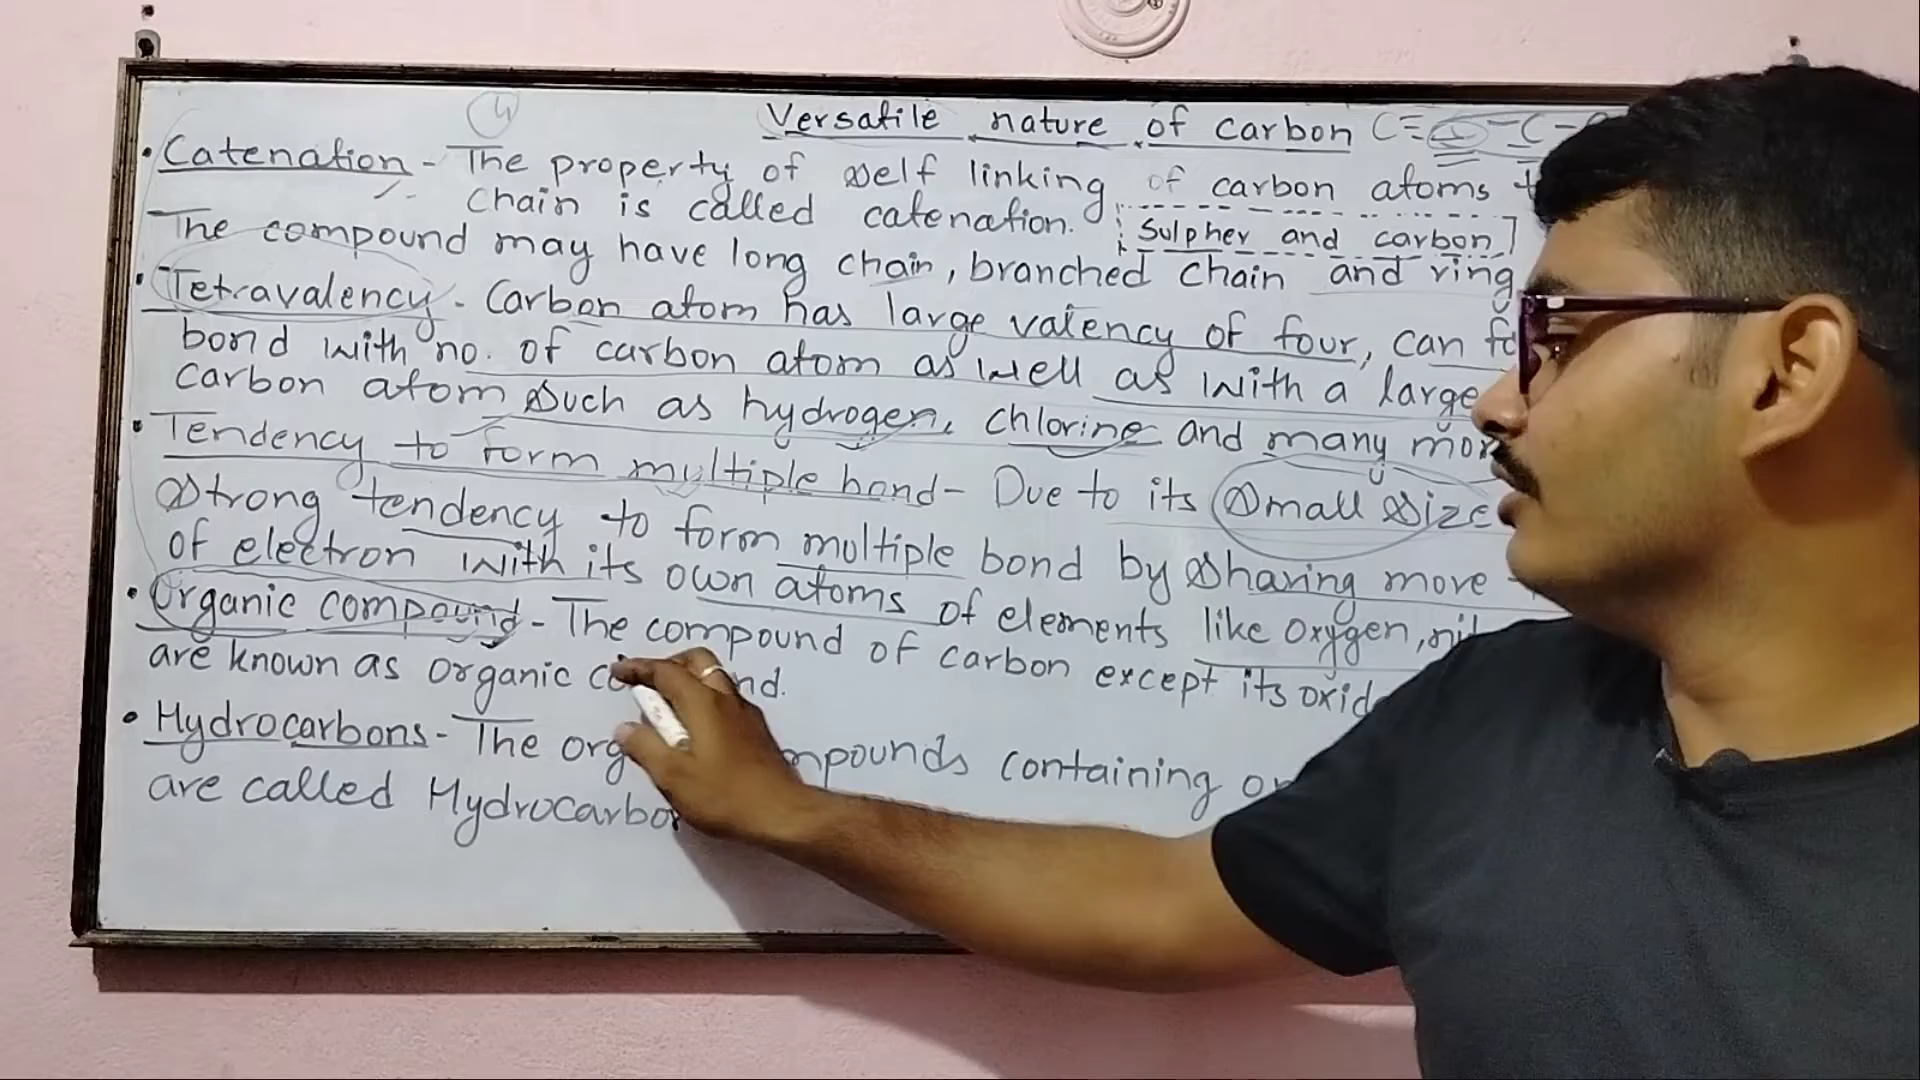 4
Versatile nature of carbon C≡C-C-
• Catenation - The property of self linking of carbon atoms
chain is called catenation. Sulpher and carbon
The compound may have long chain, branched chain and ring
• Tetravalency - Carbon atom has large valency of four, can
bond with no. of carbon atom as well as with a large
carbon atom such as hydrogen, chlorine and many
• Tendency to form multiple bond - Due to its small size
strong tendency to form multiple bond by sharing more
of electron with its own atoms of elements like oxygen,
• Organic compound - The compound of carbon except its
are known as organic
• Hydrocarbons - The compounds containing
are called